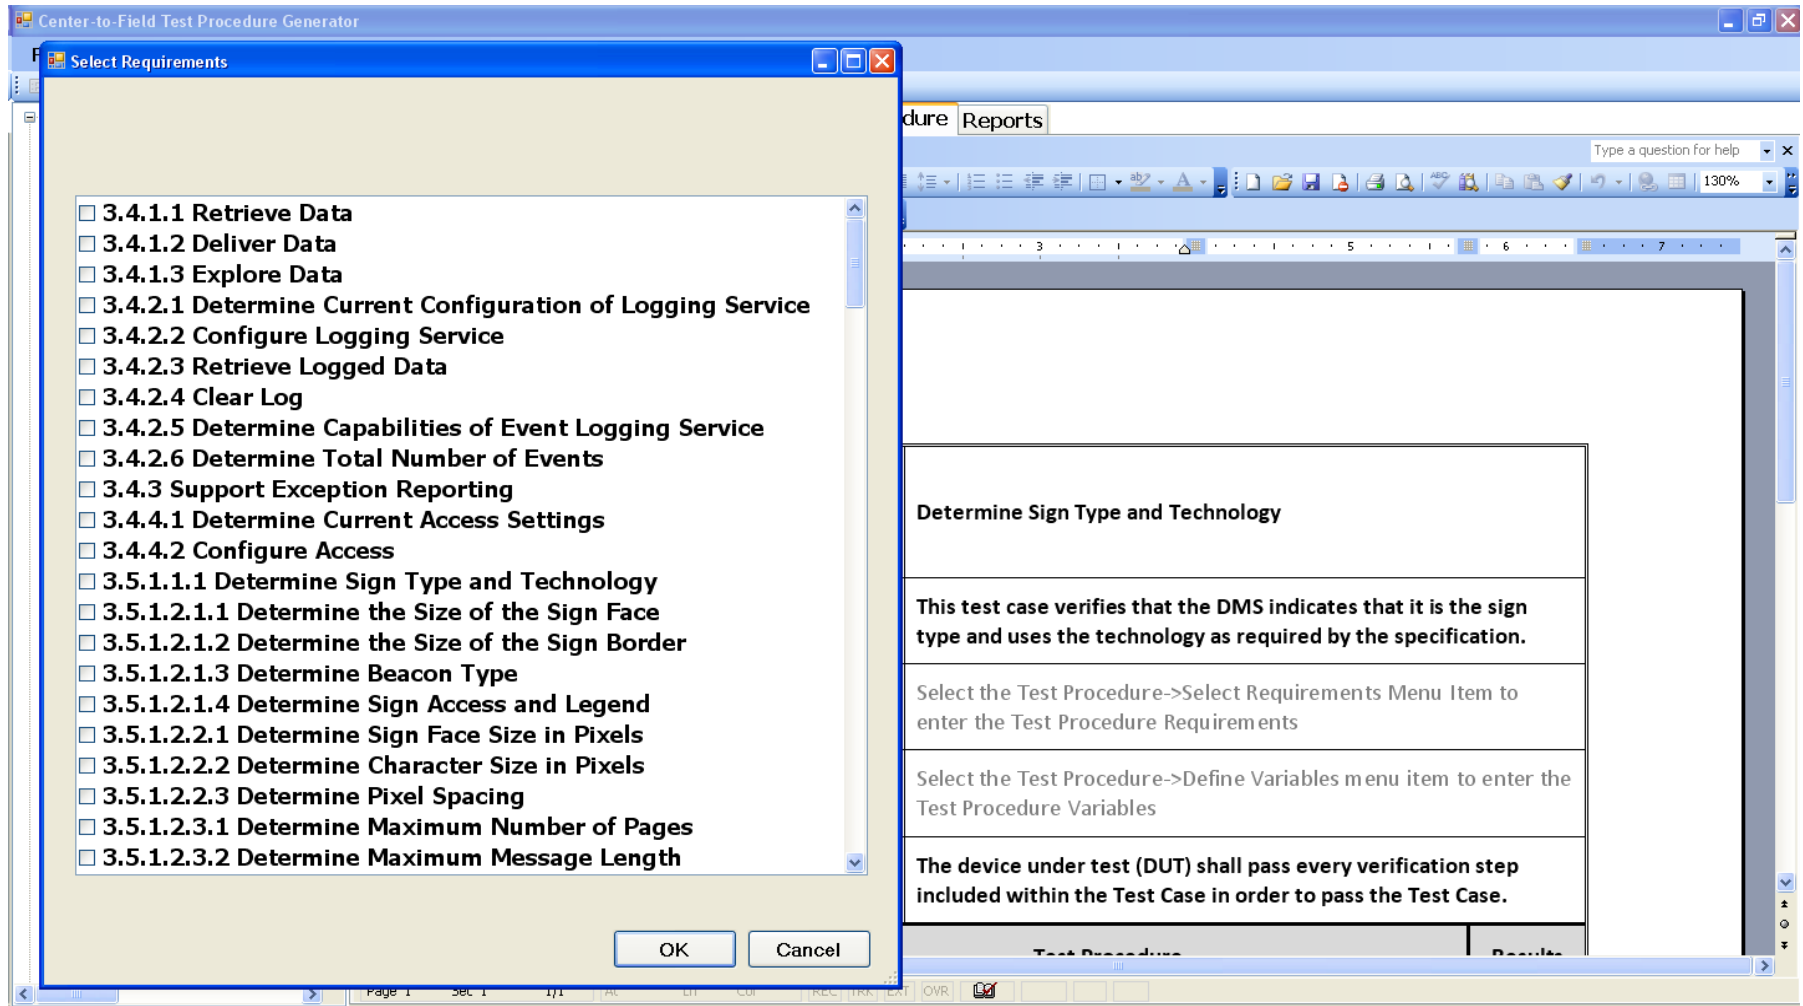 Center-to-Field Test Procedure Generator
Select Requirements
Reports
Type a question for help
130%
3 5 6 7
3.4.1.1 Retrieve Data
3.4.1.2 Deliver Data
3.4.1.3 Explore Data
3.4.2.1 Determine Current Configuration of Logging Service
3.4.2.2 Configure Logging Service
3.4.2.3 Retrieve Logged Data
3.4.2.4 Clear Log
3.4.2.5 Determine Capabilities of Event Logging Service
3.4.2.6 Determine Total Number of Events
3.4.3 Support Exception Reporting
3.4.4.1 Determine Current Access Settings
3.4.4.2 Configure Access
3.5.1.1.1 Determine Sign Type and Technology
3.5.1.2.1.1 Determine the Size of the Sign Face
3.5.1.2.1.2 Determine the Size of the Sign Border
3.5.1.2.1.3 Determine Beacon Type
3.5.1.2.1.4 Determine Sign Access and Legend
3.5.1.2.2.1 Determine Sign Face Size in Pixels
3.5.1.2.2.2 Determine Character Size in Pixels
3.5.1.2.2.3 Determine Pixel Spacing
3.5.1.2.3.1 Determine Maximum Number of Pages
3.5.1.2.3.2 Determine Maximum Message Length
OK Cancel
Determine Sign Type and Technology
This test case verifies that the DMS indicates that it is the sign
type and uses the technology as required by the specification.
Select the Test Procedure->Select Requirements Menu Item to
enter the Test Procedure Requirements
Select the Test Procedure->Define Variables menu item to enter the
Test Procedure Variables
The device under test (DUT) shall pass every verification step
included within the Test Case in order to pass the Test Case.
Test Procedure Results
Page 1 Sec 1 1/1 At Ln Col REC TRK EXT OVR